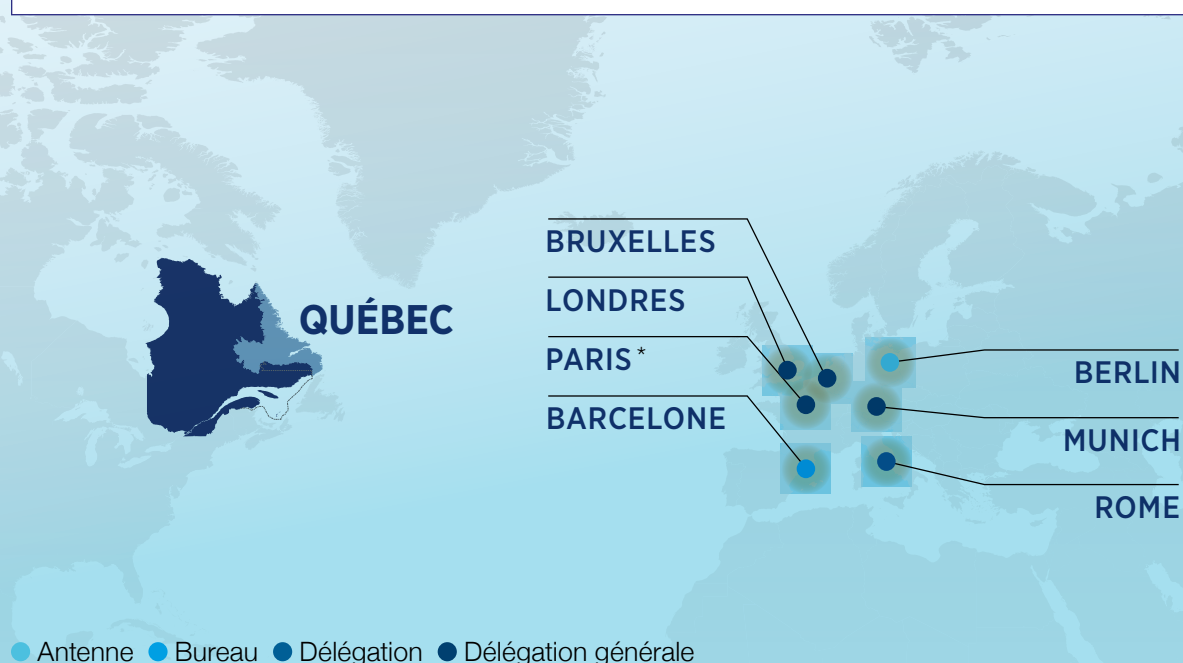 BRUXELLES
LONDRES
PARIS*
BARCELONE
QUÉBEC
BERLIN
MUNICH
ROME
Antenne Bureau Délégation Délégation générale